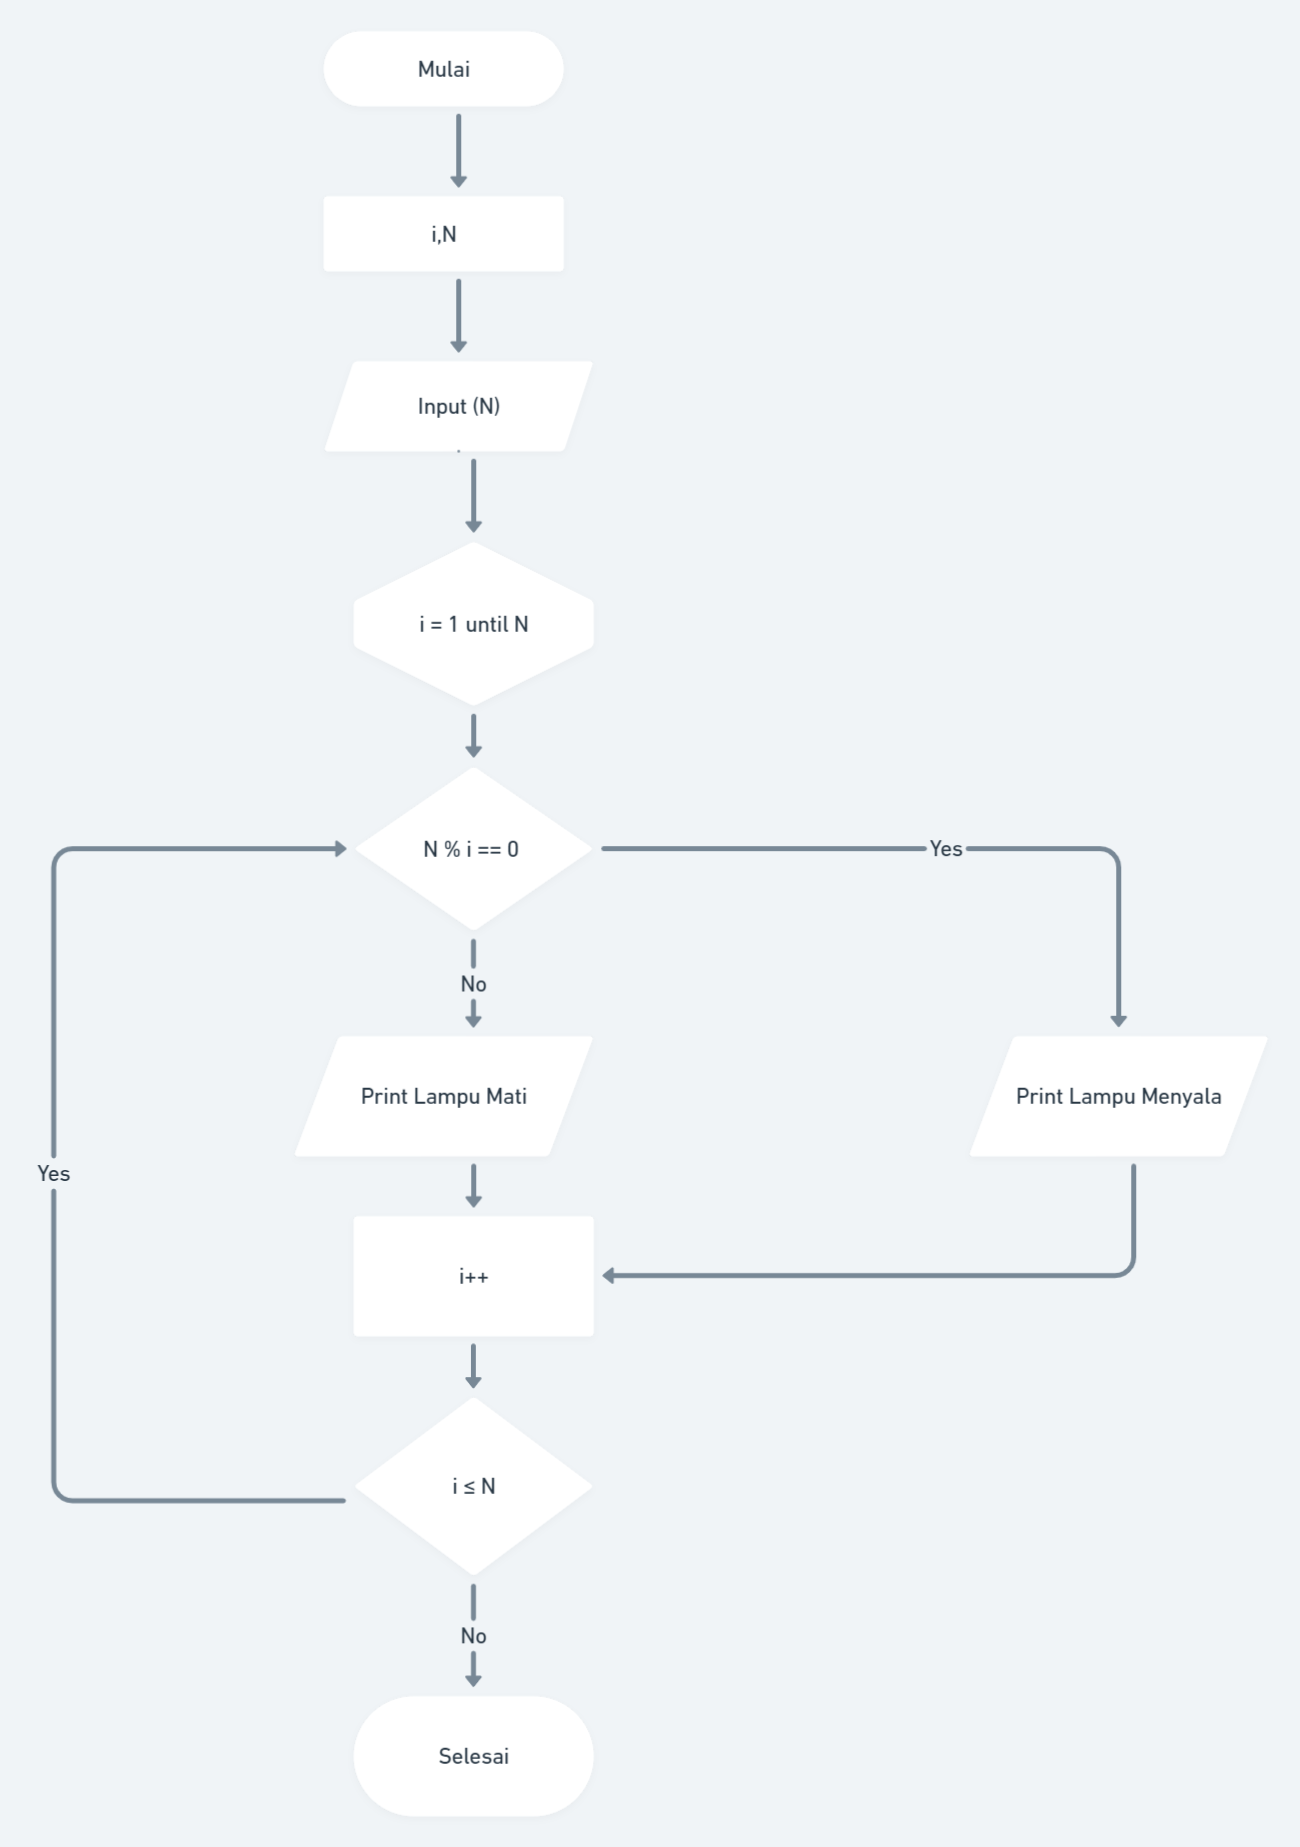 Mulai
i,N
Input (N)
i = 1 until N
N % i == 0
Yes
No
Print Lampu Mati
Print Lampu Menyala
Yes
i++
i ≤ N
No
Selesai